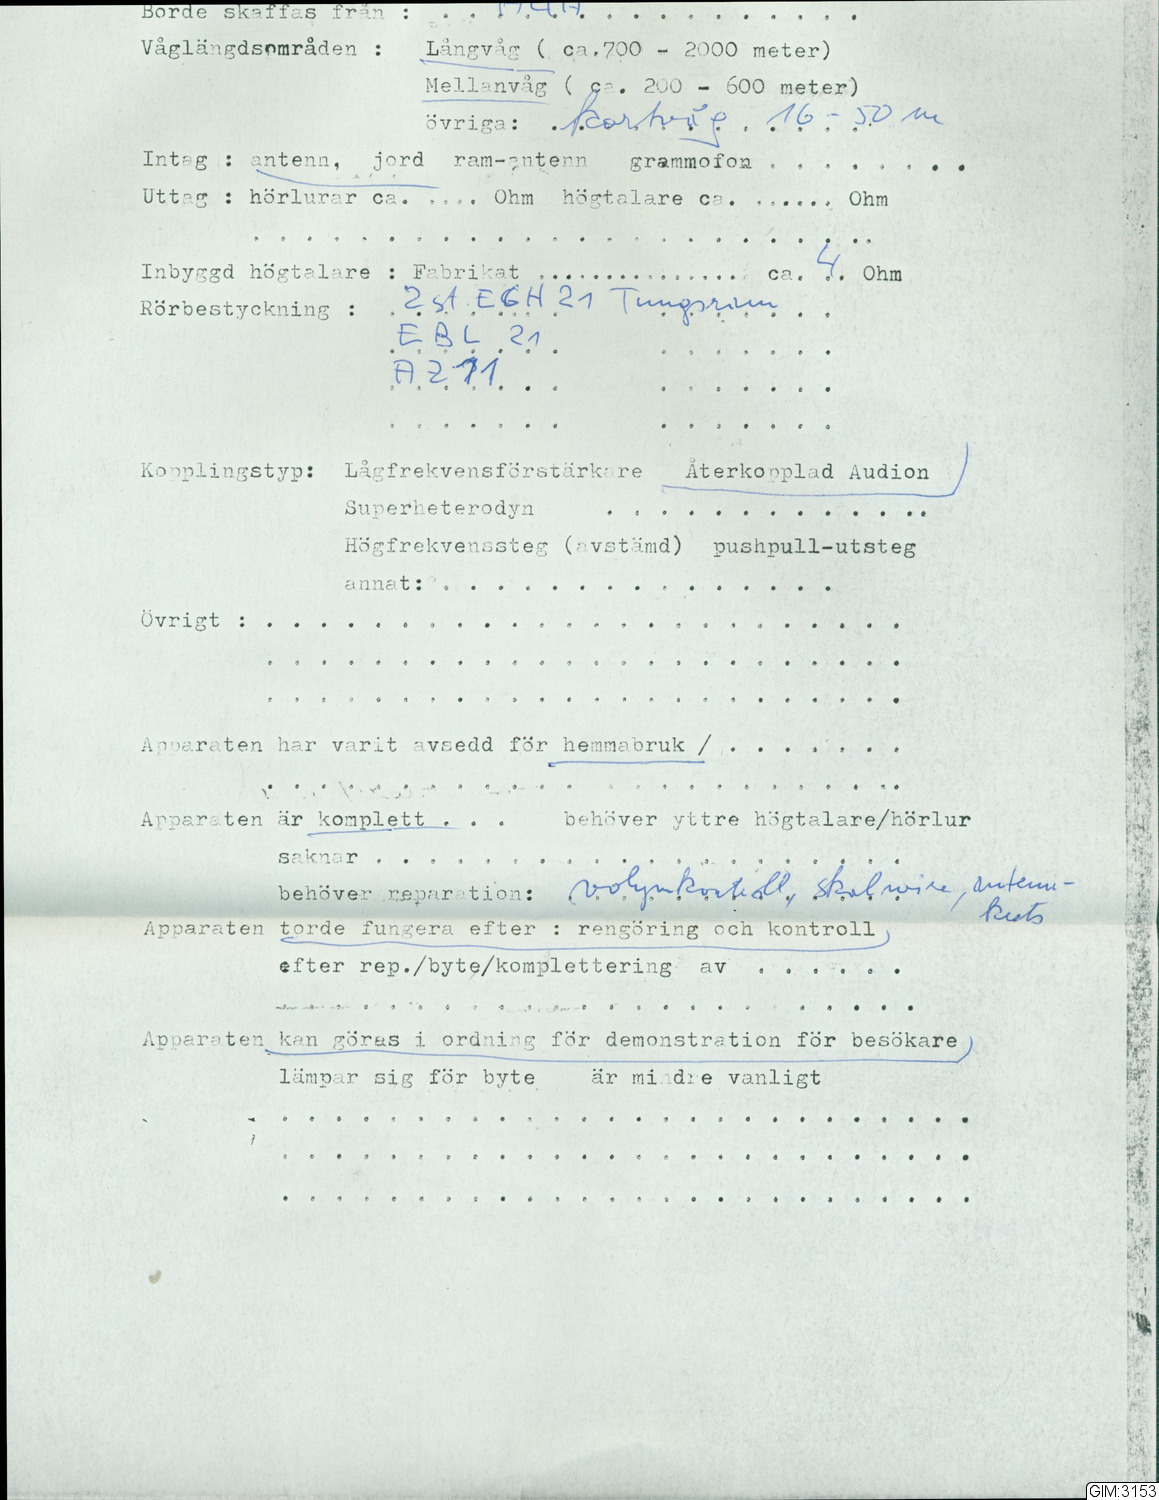 Borde skaffas från : . . . . . . . . . . . . . .
Våglängdsområden : Långvåg ( ca.700 - 2000 meter)
Mellanvåg ( ca. 200 - 600 meter)
övriga: kortvåg 16 - 50 m
Intag : antenn, jord ram-antenn grammofon . . . . . . . .
Uttag : hörlurar ca. .... Ohm högtalare ca. ...... Ohm
. . . . . . . . . . . . . . . . . . . . . . . .
Inbyggd högtalare : Fabrikat ............... ca. 4 Ohm
Rörbestyckning : 2 st ECH 21 Tungsram
EBL 21
AZ 11
. . . . . . . . . . . . . .
Kopplingstyp: Lågfrekvensförstärkare Återkopplad Audion
Superheterodyn . . . . . . . . . . . . .
Högfrekvenssteg (avstämd) pushpull-utsteg
annat: . . . . . . . . . . . . . . .
Övrigt : . . . . . . . . . . . . . . . . . . . . . . . .
. . . . . . . . . . . . . . . . . . . . . . . .
. . . . . . . . . . . . . . . . . . . . . . . .
Apparaten har varit avsedd för hemmabruk / . . . . . . .
. . . . . . . . . . . . . . . . . . . . . . . .
Apparaten är komplett . . . behöver yttre högtalare/hörlur
saknar . . . . . . . . . . . . . . . . . . . .
behöver reparation: volymkontroll, skalwire, antenn-
krets
Apparaten torde fungera efter : rengöring och kontroll
efter rep./byte/komplettering av . . . . . .
. . . . . . . . . . . . . . . . . . . . . . . .
Apparaten kan göras i ordning för demonstration för besökare
lämpar sig för byte är mindre vanligt
. . . . . . . . . . . . . . . . . . . . . . . . . .
. . . . . . . . . . . . . . . . . . . . . . . . . .
. . . . . . . . . . . . . . . . . . . . . . . . . .
GIM:3153